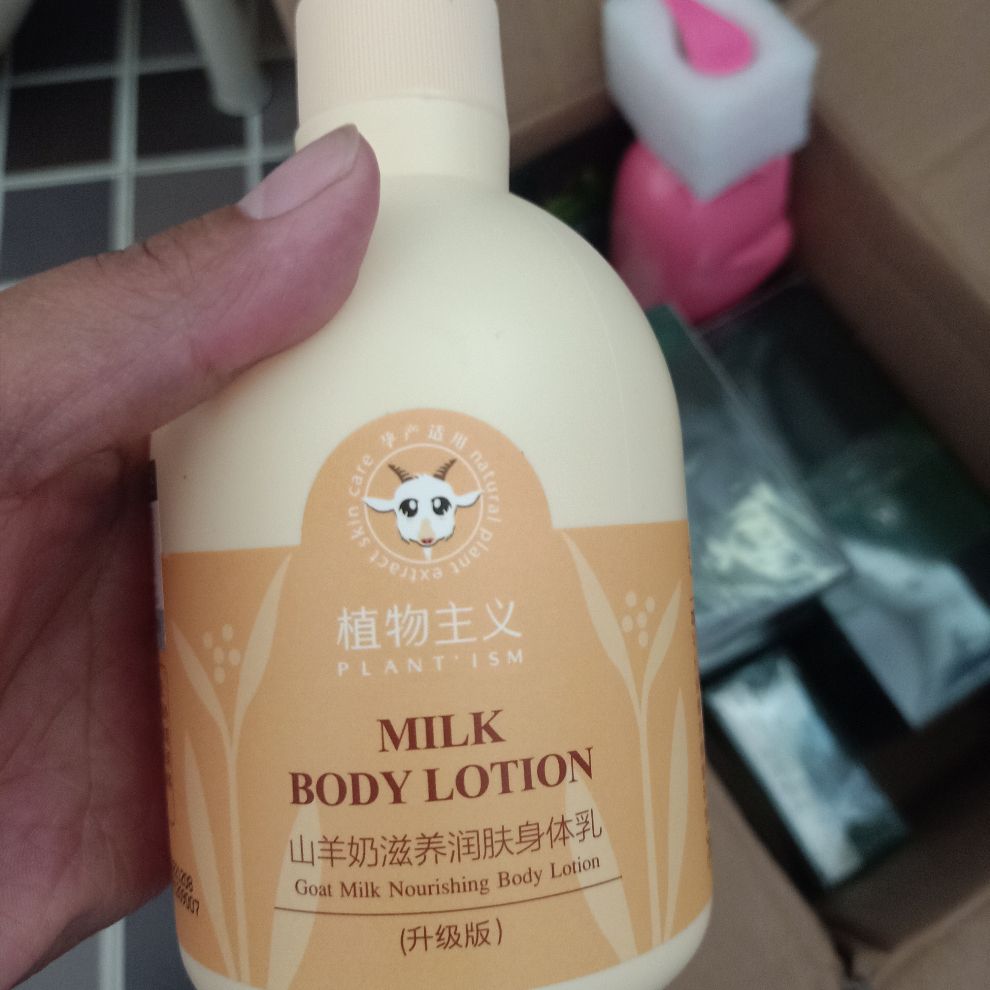 孕产适用
natural plant extract skin care
植物主义
PLANT'ISM
MILK
BODY LOTION
山羊奶滋养润肤身体乳
Goat Milk Nourishing Body Lotion
(升级版)